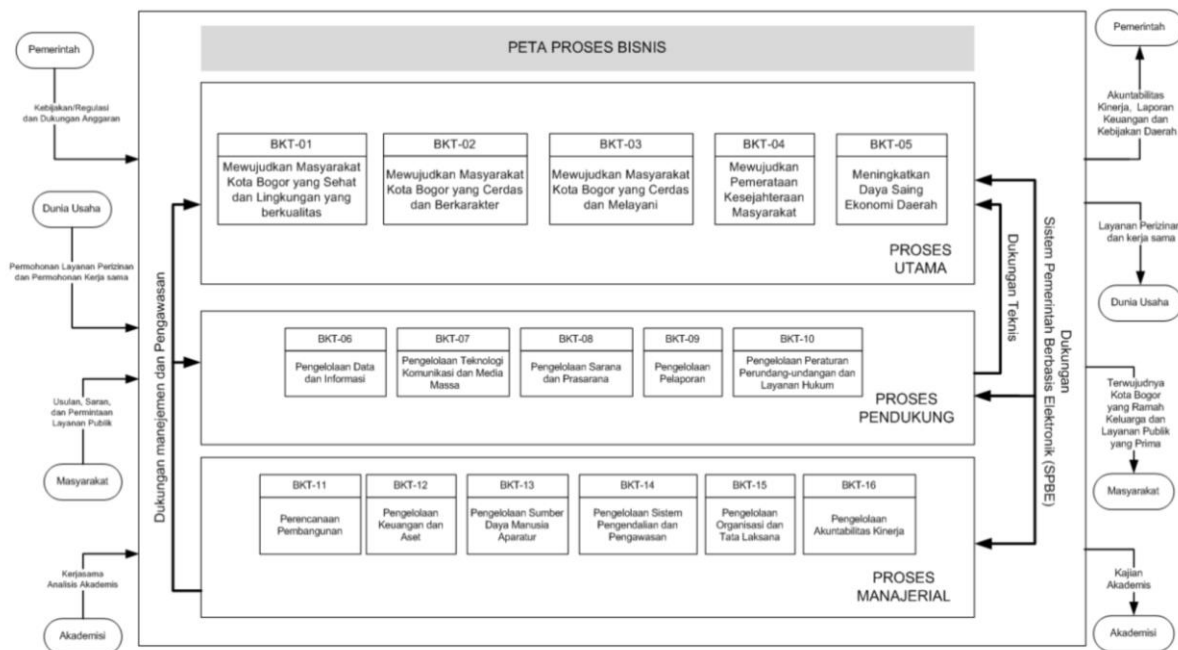 PETA PROSES BISNIS
Pemerintah
Kebijakan/Regulasi
dan Dukungan Anggaran
Dunia Usaha
Permohonan Layanan Perizinan
dan Permohonan Kerja sama
Usulan, Saran,
dan Permintaan
Layanan Publik
Masyarakat
Kerjasama
Analisis Akademis
Akademisi
Dukungan manejemen dan Pengawasan
BKT-01
Mewujudkan Masyarakat
Kota Bogor yang Sehat
dan Lingkungan yang
berkualitas
BKT-02
Mewujudkan Masyarakat
Kota Bogor yang Cerdas
dan Berkarakter
BKT-03
Mewujudkan Masyarakat
Kota Bogor yang Cerdas
dan Melayani
BKT-04
Mewujudkan
Pemerataan
Kesejahteraan
Masyarakat
BKT-05
Meningkatkan
Daya Saing
Ekonomi Daerah
PROSES
UTAMA
BKT-06
Pengelolaan Data
dan Informasi
BKT-07
Pengelolaan Teknologi
Komunikasi dan Media
Massa
BKT-08
Pengelolaan Sarana
dan Prasarana
BKT-09
Pengelolaan
Pelaporan
BKT-10
Pengelolaan Peraturan
Perundang-undangan dan
Layanan Hukum
PROSES
PENDUKUNG
BKT-11
Perencanaan
Pembangunan
BKT-12
Pengelolaan
Keuangan dan
Aset
BKT-13
Pengelolaan Sumber
Daya Manusia
Aparatur
BKT-14
Pengelolaan Sistem
Pengendalian dan
Pengawasan
BKT-15
Pengelolaan
Organisasi dan
Tata Laksana
BKT-16
Pengelolaan
Akuntabilitas Kinerja
PROSES
MANAJERIAL
Dukungan Teknis
Dukungan
Sistem Pemerintah Berbasis Elektronik (SPBE)
Pemerintah
Akuntabilitas
Kinerja, Laporan
Keuangan dan
Kebijakan Daerah
Layanan Perizinan
dan kerja sama
Dunia Usaha
Terwujudnya
Kota Bogor
yang Ramah
Keluarga dan
Layanan Publik
yang Prima
Masyarakat
Kajian
Akademis
Akademisi